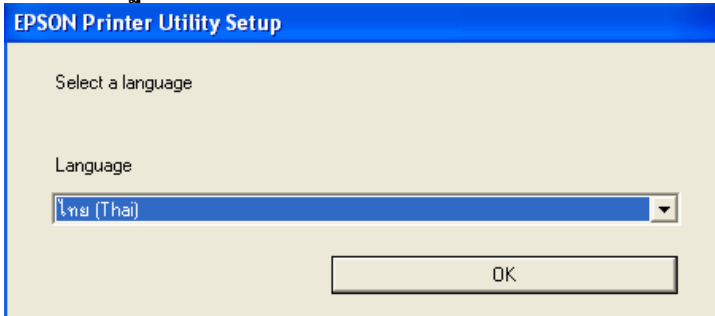 EPSON Printer Utility Setup
Select a language
Language
ไทย (Thai)
OK